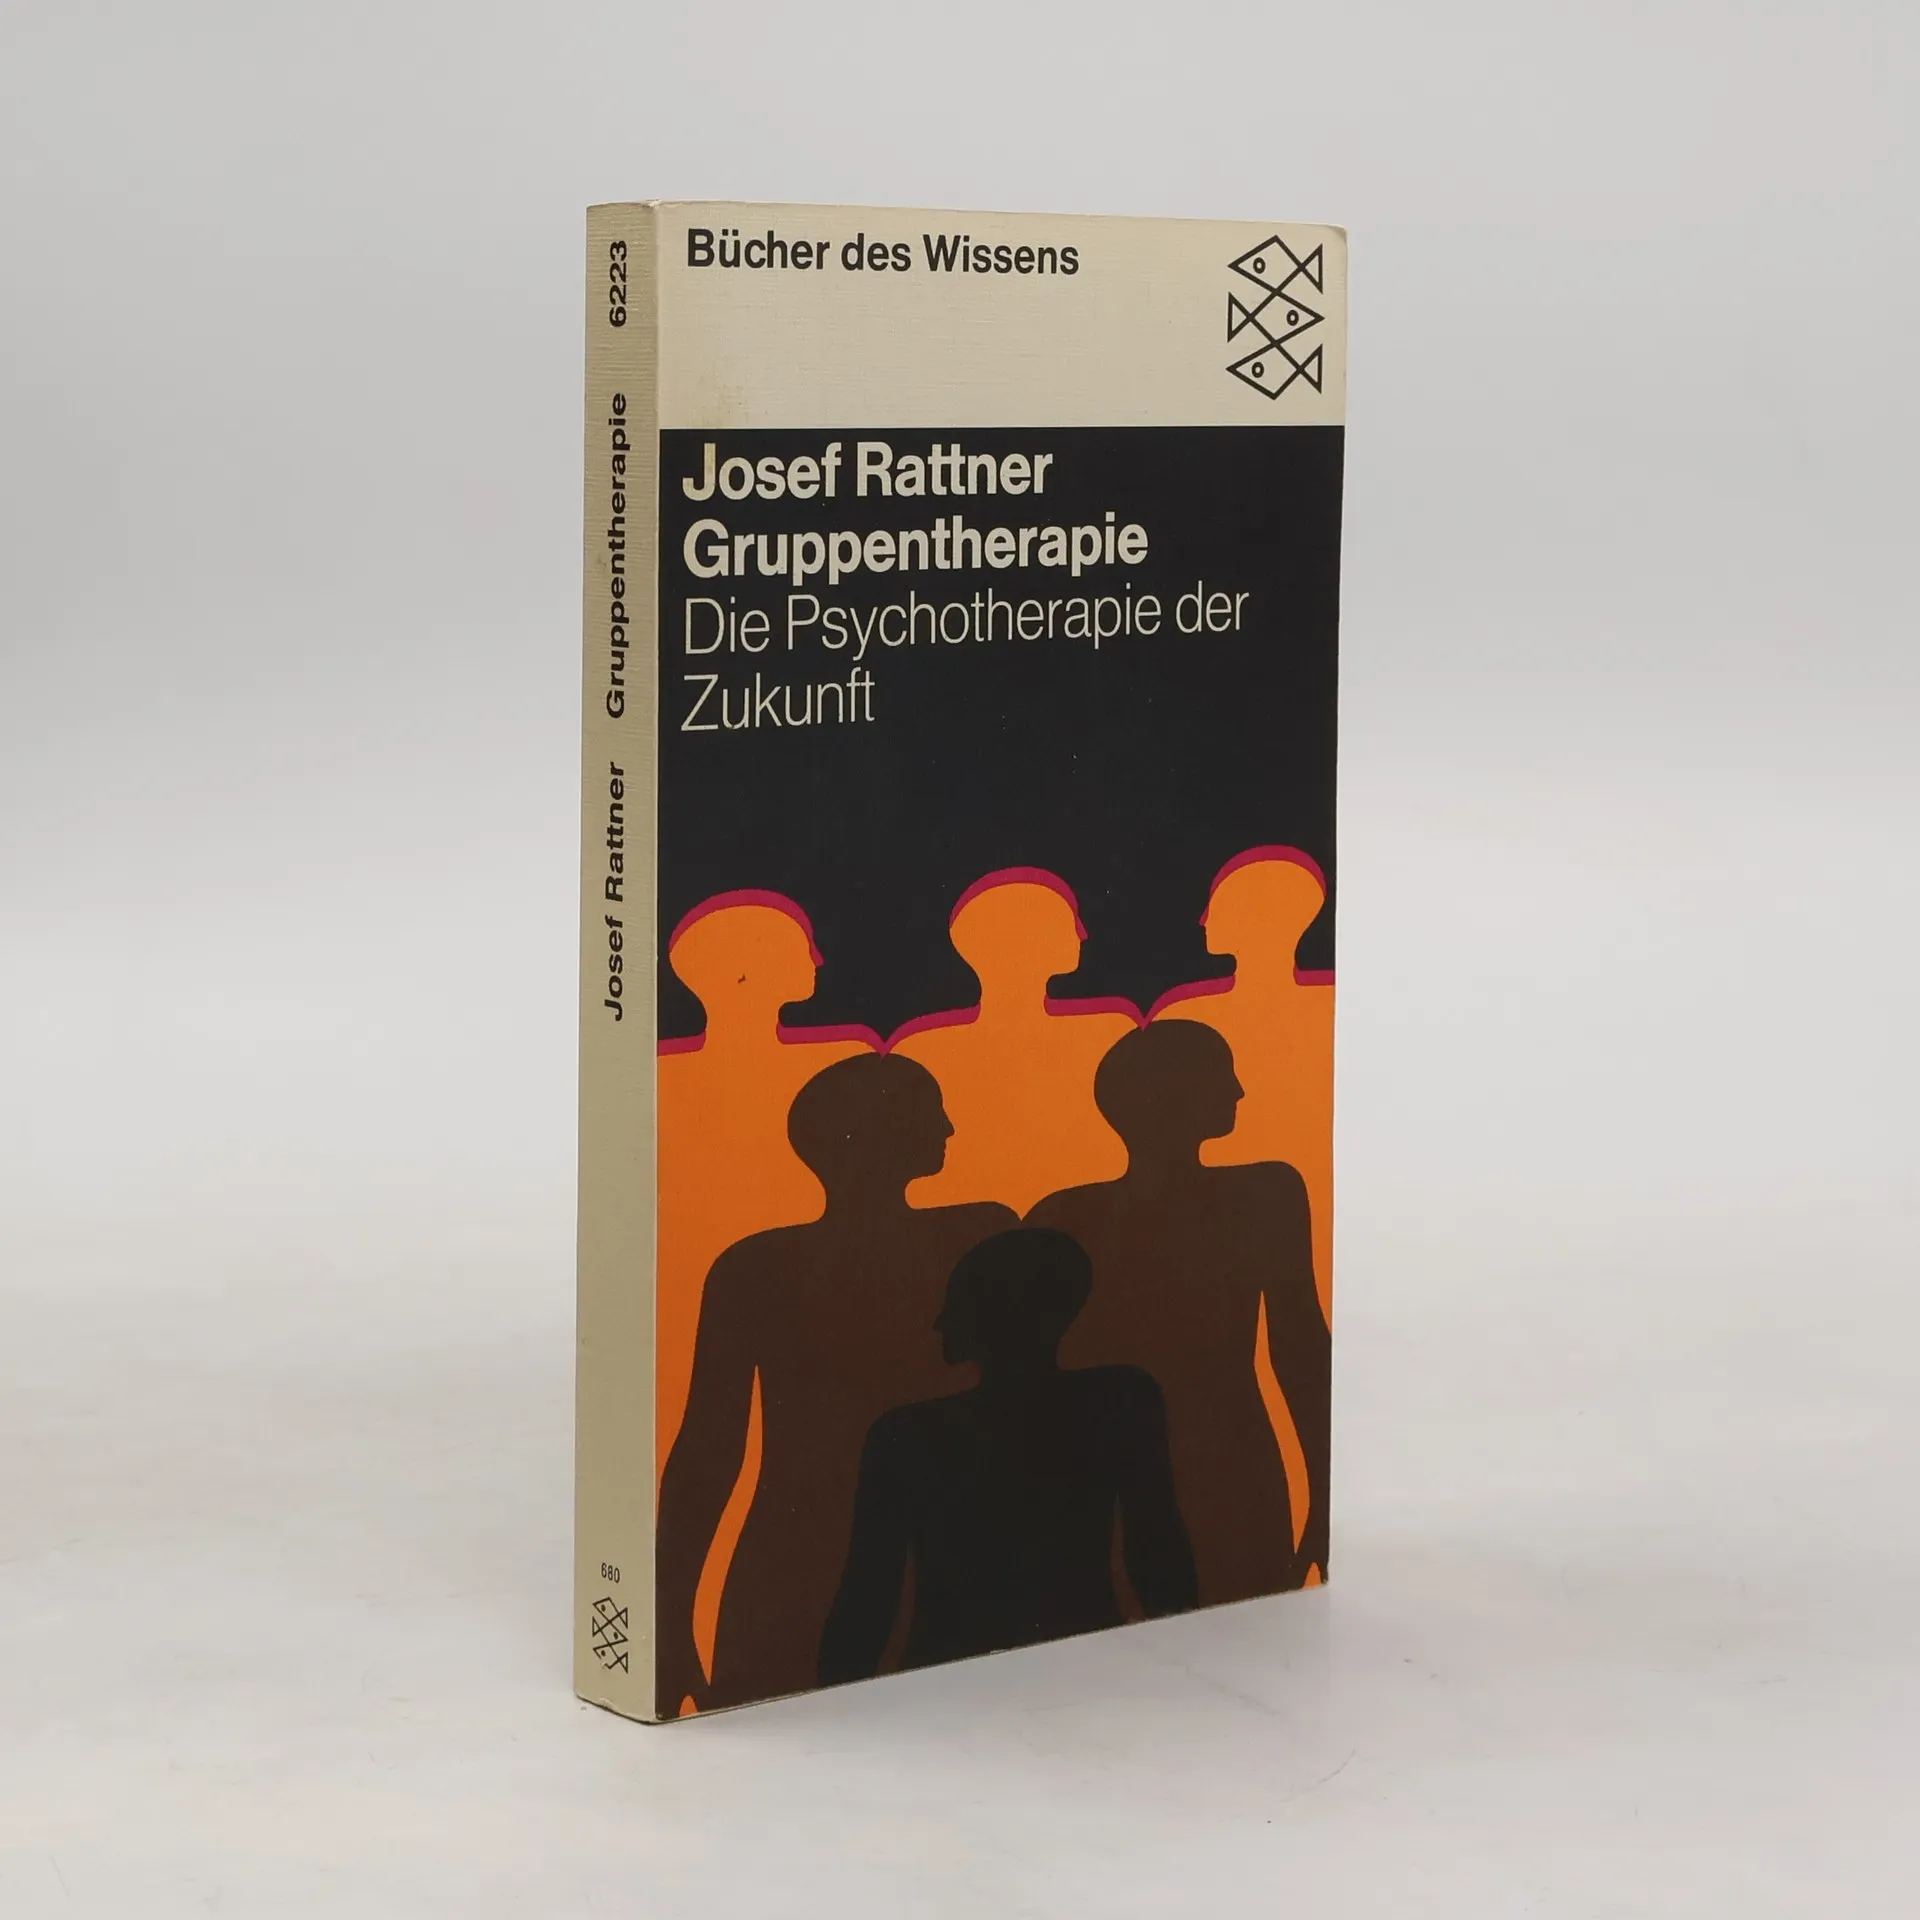 Bücher des Wissens
Josef Rattner
Gruppentherapie
Die Psychotherapie der
Zukunft
Josef Rattner Gruppentherapie 6223
680